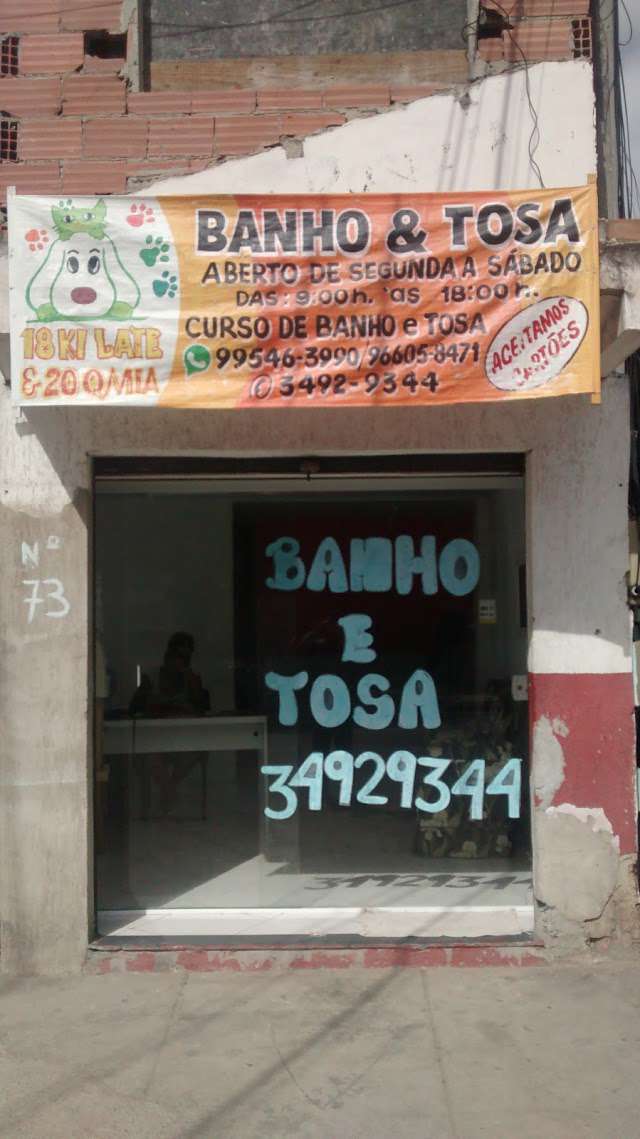 BANHO & TOSA
ABERTO DE SEGUNDA A SÁBADO
DAS: 9:00h. às 18:00h.
CURSO DE BANHO e TOSA
99546-3990/96605-8471
3492-9344
ACEITAMOS
CARTÕES
18 KI LATE
& 20 Q/MIA
Nº
73
BANHO
E
TOSA
34929344
34929344